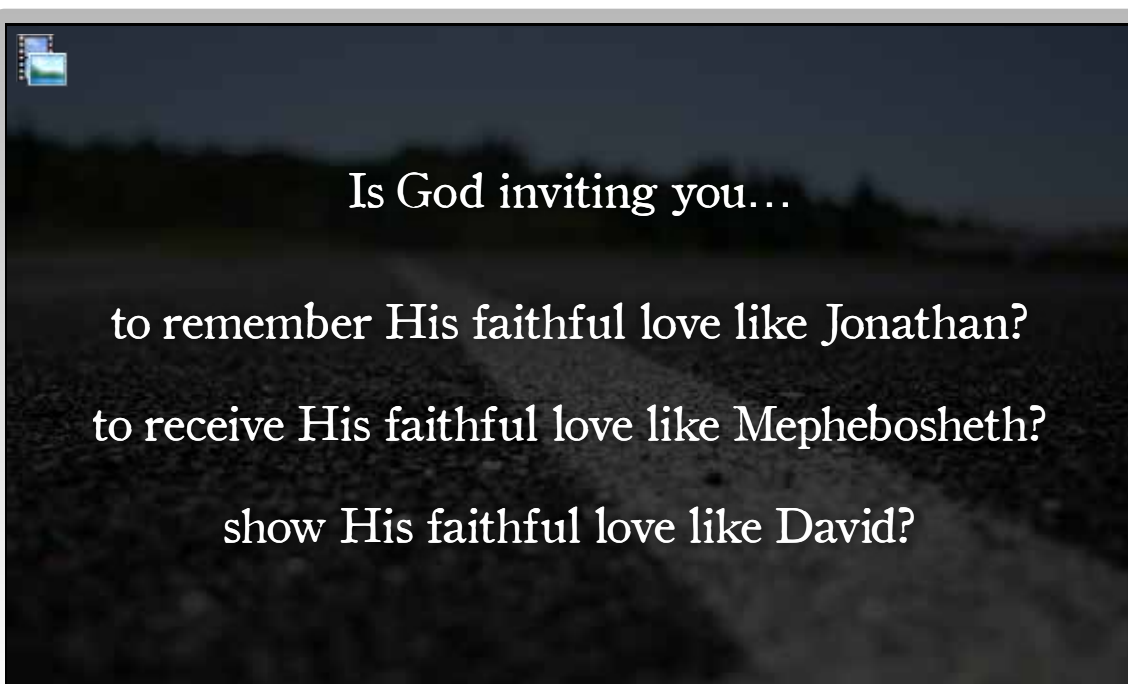 Is God inviting you…
to remember His faithful love like Jonathan?
to receive His faithful love like Mephebosheth?
show His faithful love like David?